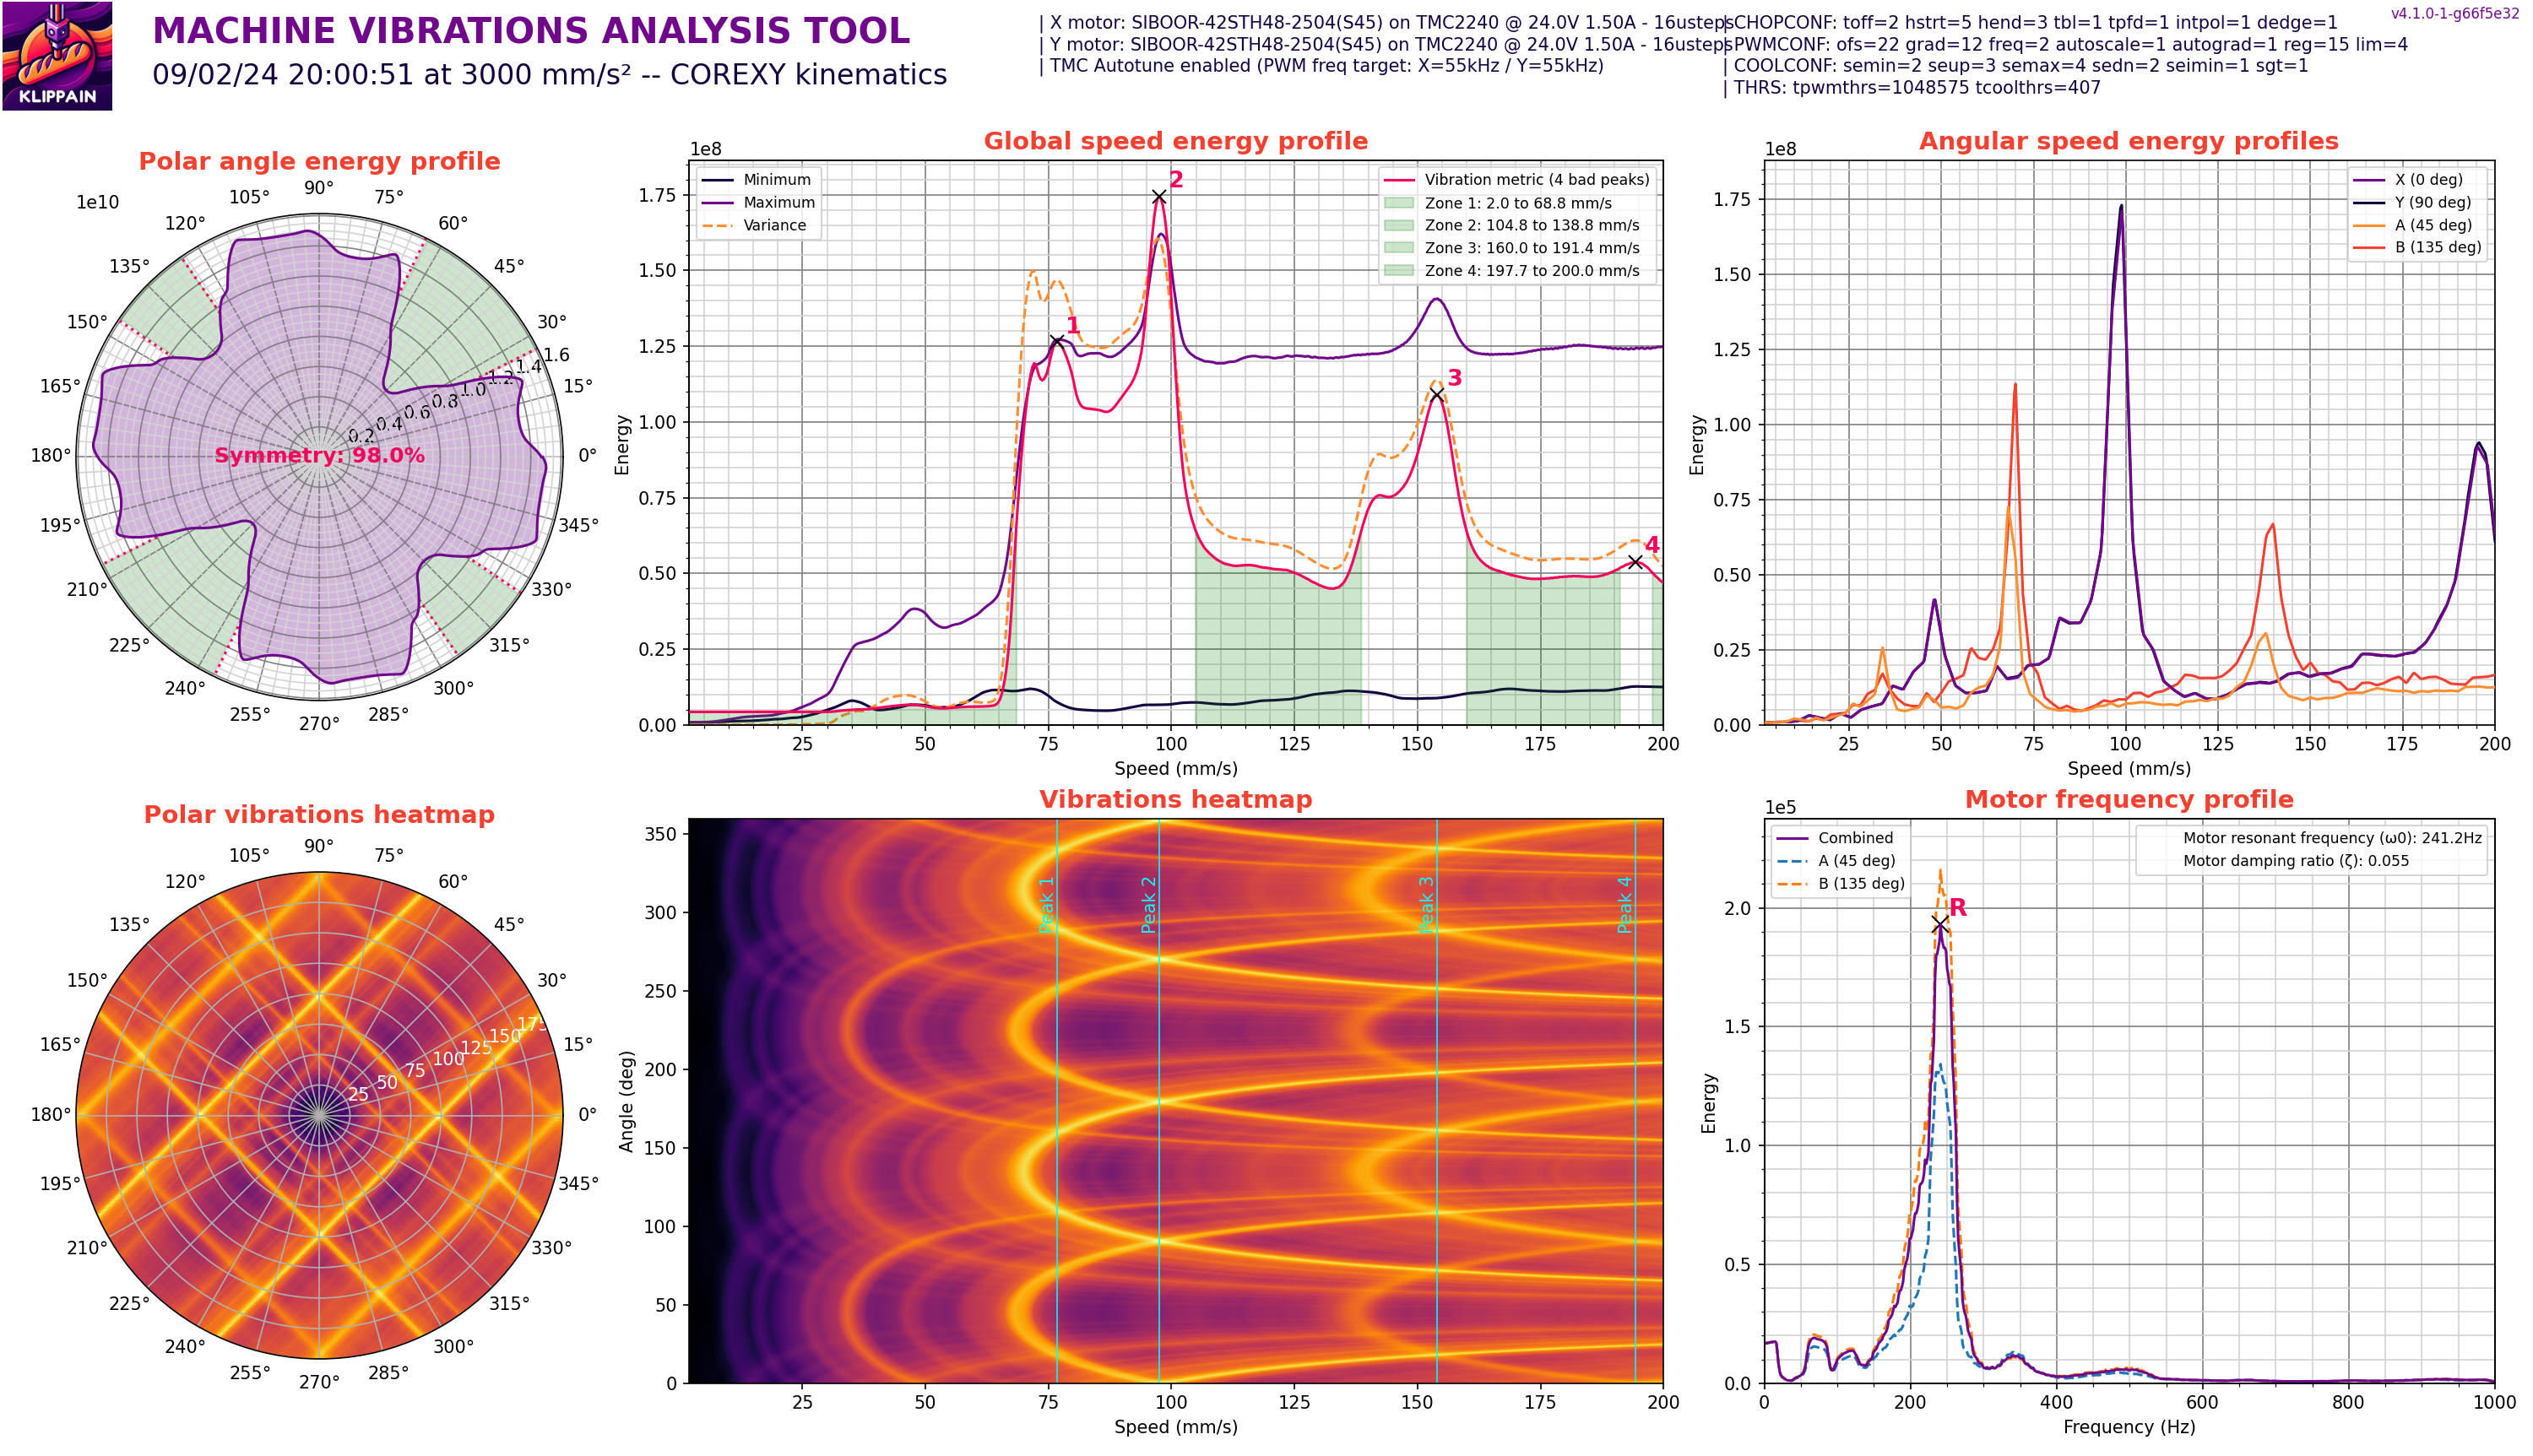 KLIPPAIN
MACHINE VIBRATIONS ANALYSIS TOOL
09/02/24 20:00:51 at 3000 mm/s² -- COREXY kinematics
| X motor: SIBOOR-42STH48-2504(S45) on TMC2240 @ 24.0V 1.50A - 16usteps
| Y motor: SIBOOR-42STH48-2504(S45) on TMC2240 @ 24.0V 1.50A - 16usteps
| TMC Autotune enabled (PWM freq target: X=55kHz / Y=55kHz)
| CHOPCONF: toff=2 hstrt=5 hend=3 tbl=1 tpfd=1 intpol=1 dedge=1
| PWMCONF: ofs=22 grad=12 freq=2 autoscale=1 autograd=1 reg=15 lim=4
| COOLCONF: semin=2 seup=3 semax=4 sedn=2 seimin=1 sgt=1
| THRS: tpwmthrs=1048575 tcoolthrs=407
v4.1.0-1-g66f5e32
Polar angle energy profile
1e10
90°
105°
75°
120°
60°
135°
45°
150°
30°
165°
15°
180°
0°
195°
345°
210°
330°
225°
315°
240°
300°
255°
270°
285°
0.2
0.4
0.6
0.8
1.0
1.2
1.4
1.6
Symmetry: 98.0%
Global speed energy profile
1e8
Minimum
Maximum
Variance
Vibration metric (4 bad peaks)
Zone 1: 2.0 to 68.8 mm/s
Zone 2: 104.8 to 138.8 mm/s
Zone 3: 160.0 to 191.4 mm/s
Zone 4: 197.7 to 200.0 mm/s
1
2
3
4
Energy
1.75
1.50
1.25
1.00
0.75
0.50
0.25
0.00
25 50 75 100 125 150 175 200
Speed (mm/s)
Angular speed energy profiles
1e8
X (0 deg)
Y (90 deg)
A (45 deg)
B (135 deg)
Energy
1.75
1.50
1.25
1.00
0.75
0.50
0.25
0.00
25 50 75 100 125 150 175 200
Speed (mm/s)
Polar vibrations heatmap
90°
105°
75°
120°
60°
135°
45°
150°
30°
165°
15°
180°
0°
195°
345°
210°
330°
225°
315°
240°
300°
255°
270°
285°
25
50
75
100
125
150
175
Vibrations heatmap
Peak 1
Peak 2
Peak 3
Peak 4
Angle (deg)
350
300
250
200
150
100
50
0
25 50 75 100 125 150 175 200
Speed (mm/s)
Motor frequency profile
1e5
Combined
A (45 deg)
B (135 deg)
Motor resonant frequency (ω0): 241.2Hz
Motor damping ratio (ζ): 0.055
R
Energy
2.0
1.5
1.0
0.5
0.0
0 200 400 600 800 1000
Frequency (Hz)